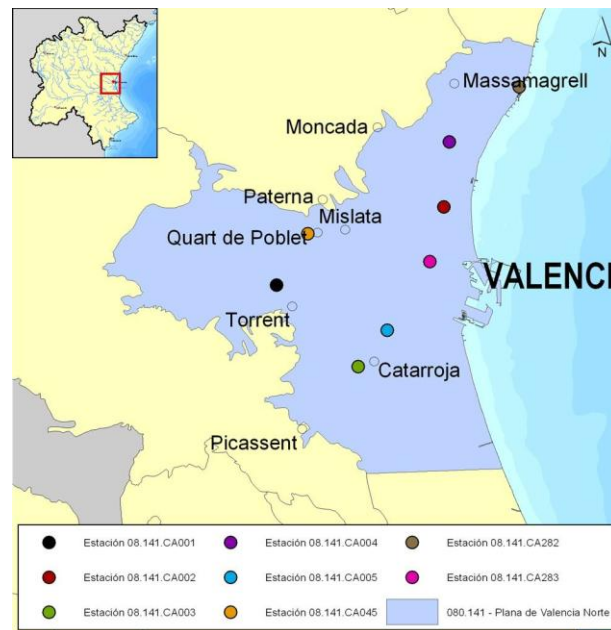 N
Massamagrell
Moncada
Paterna
Mislata
Quart de Poblet
VALENCI
Torrent
Catarroja
Picassent
Estación 08.141.CA001
Estación 08.141.CA004
Estación 08.141.CA282
Estación 08.141.CA002
Estación 08.141.CA005
Estación 08.141.CA283
Estación 08.141.CA003
Estación 08.141.CA045
080.141 - Plana de Valencia Norte